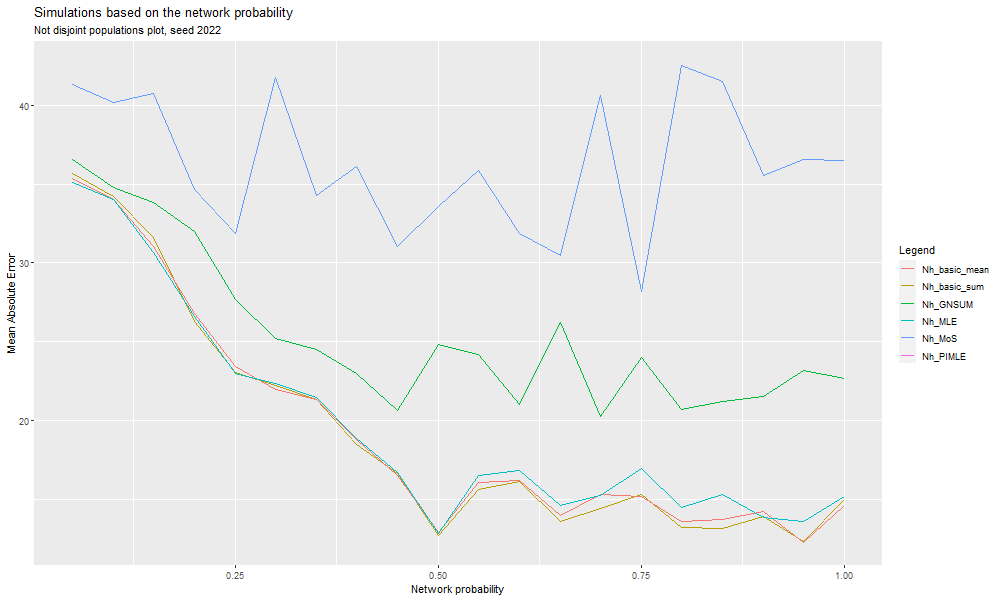 Simulations based on the network probability
Not disjoint populations plot, seed 2022
Mean Absolute Error
40
30
20
0.25
0.50
0.75
1.00
Network probability
Legend
Nh_basic_mean
Nh_basic_sum
Nh_GNSUM
Nh_MLE
Nh_MoS
Nh_PIMLE